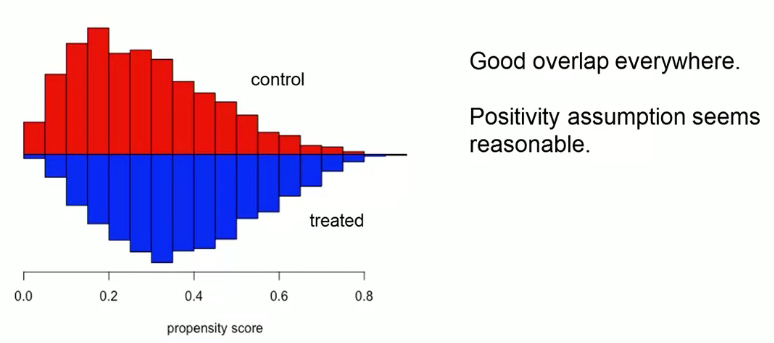 control
Good overlap everywhere.
Positivity assumption seems
reasonable.
treated
0.0 0.2 0.4 0.6 0.8
propensity score